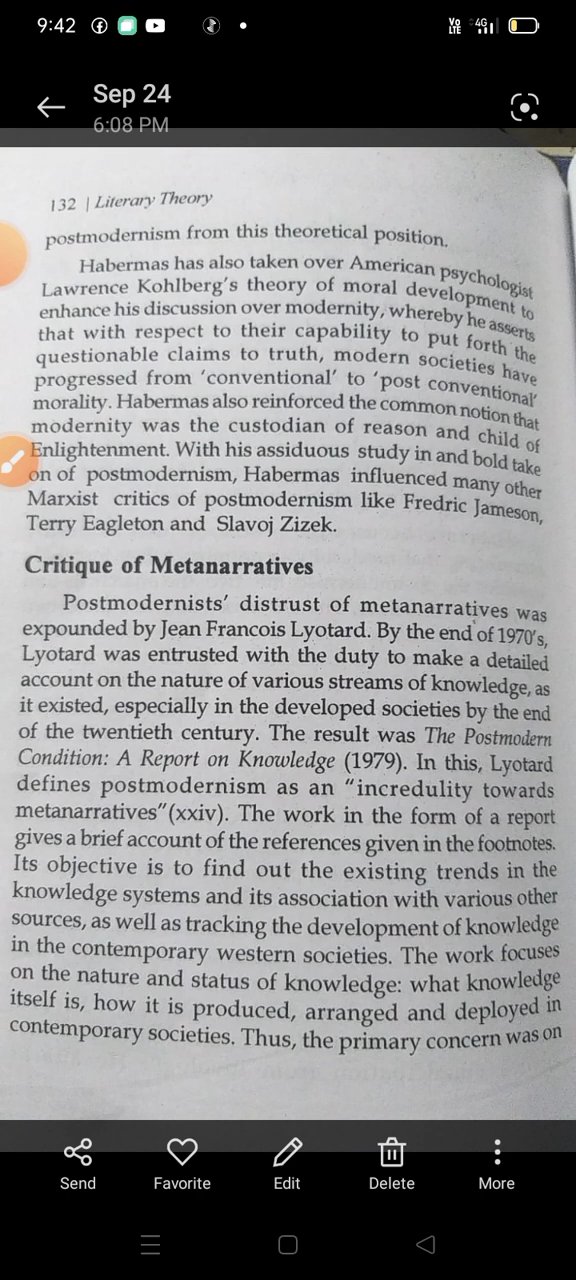 9:42
Vo
LTE
4G
Sep 24
6:08 PM
132 | Literary Theory
postmodernism from this theoretical position.
Habermas has also taken over American psychologist
Lawrence Kohlberg's theory of moral development to
enhance his discussion over modernity, whereby he asserts
that with respect to their capability to put forth the
questionable claims to truth, modern societies have
progressed from 'conventional' to 'post conventional'
morality. Habermas also reinforced the common notion that
modernity was the custodian of reason and child of
Enlightenment. With his assiduous study in and bold take
on of postmodernism, Habermas influenced many other
Marxist critics of postmodernism like Fredric Jameson,
Terry Eagleton and Slavoj Zizek.
Critique of Metanarratives
Postmodernists' distrust of metanarratives was
expounded by Jean Francois Lyotard. By the end of 1970's,
Lyotard was entrusted with the duty to make a detailed
account on the nature of various streams of knowledge, as
it existed, especially in the developed societies by the end
of the twentieth century. The result was The Postmodern
Condition: A Report on Knowledge (1979). In this, Lyotard
defines postmodernism as an "incredulity towards
metanarratives"(xxiv). The work in the form of a report
gives a brief account of the references given in the footnotes.
Its objective is to find out the existing trends in the
knowledge systems and its association with various other
sources, as well as tracking the development of knowledge
in the contemporary western societies. The work focuses
on the nature and status of knowledge: what knowledge
itself is, how it is produced, arranged and deployed in
contemporary societies. Thus, the primary concern was on
Send Favorite Edit Delete More